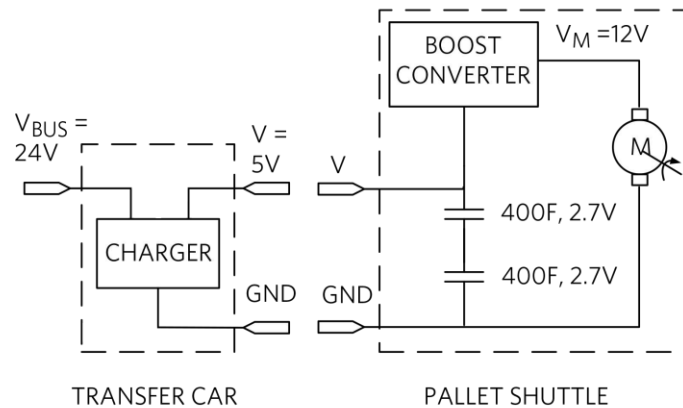 BOOST
CONVERTER
V_M =12V
V_BUS =
24V
V =
5V
V
M
CHARGER
400F, 2.7V
400F, 2.7V
GND
GND
TRANSFER CAR
PALLET SHUTTLE